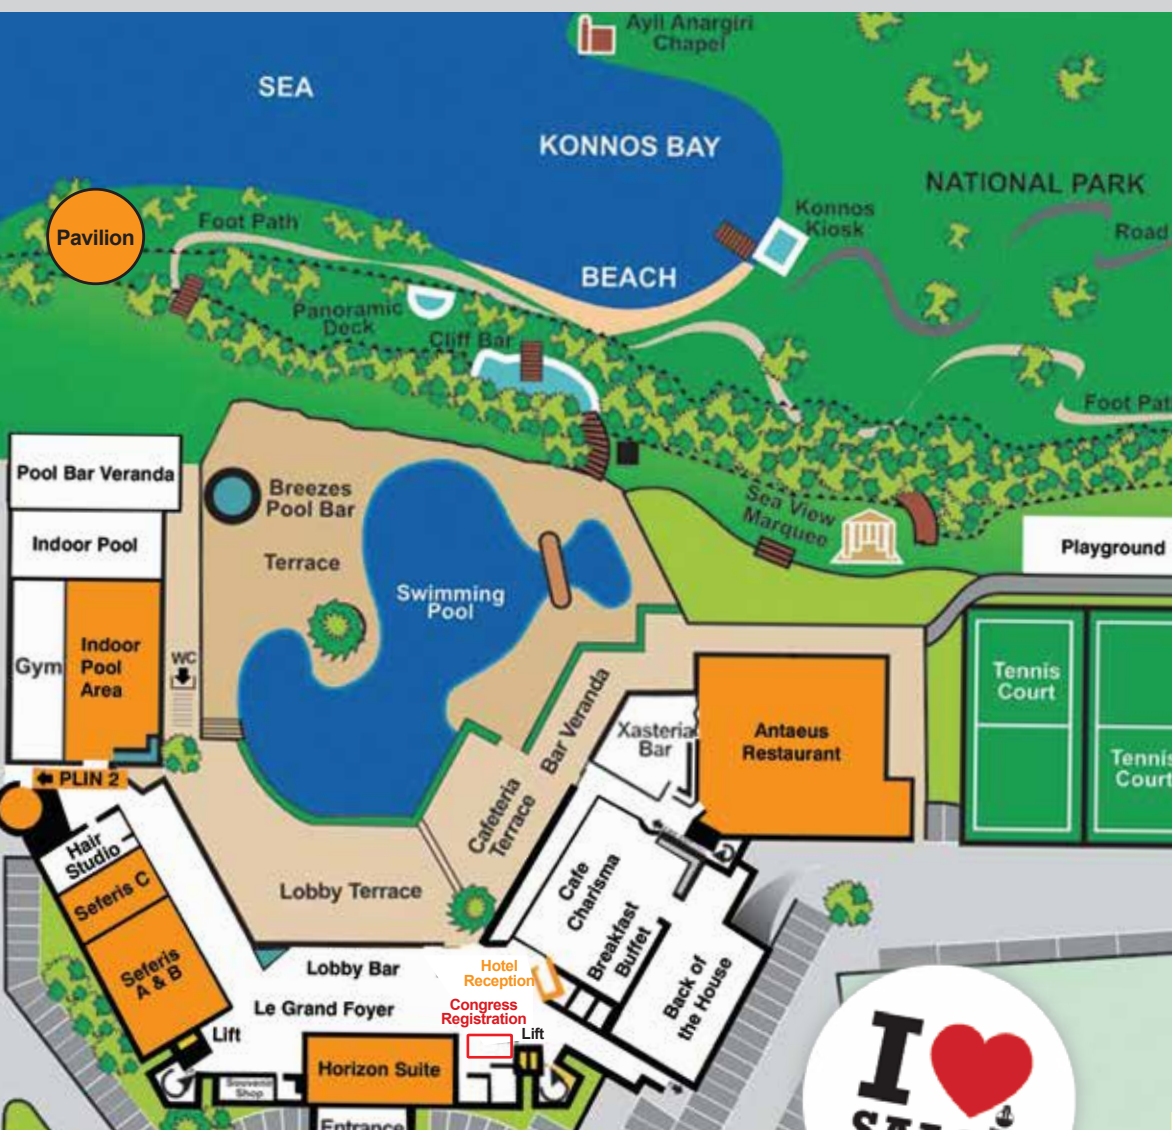 Ayii Anargiri
Chapel
SEA
KONNOS BAY
NATIONAL PARK
Konnos
Kiosk
Road
Foot Path
Pavilion
BEACH
Panoramic
Deck
Cliff Bar
Foot Pat
Pool Bar Veranda
Breezes
Pool Bar
Sea View
Marquee
Indoor Pool
Playground
Terrace
Swimming
Pool
Gym
Indoor
Pool
Area
WC
Tennis
Court
Bar Veranda
Xasteria
Bar
Antaeus
Restaurant
Tennis
Court
PLIN 2
Cafeteria
Terrace
Hair
Studio
Seferis C
Lobby Terrace
Cafe
Charisma
Breakfast
Buffet
Seferis
A & B
Lobby Bar
Hotel
Reception
Back of
the House
Le Grand Foyer
Congress
Registration
Lift
Lift
Horizon Suite
Souvenir
Shop
Entrance
I